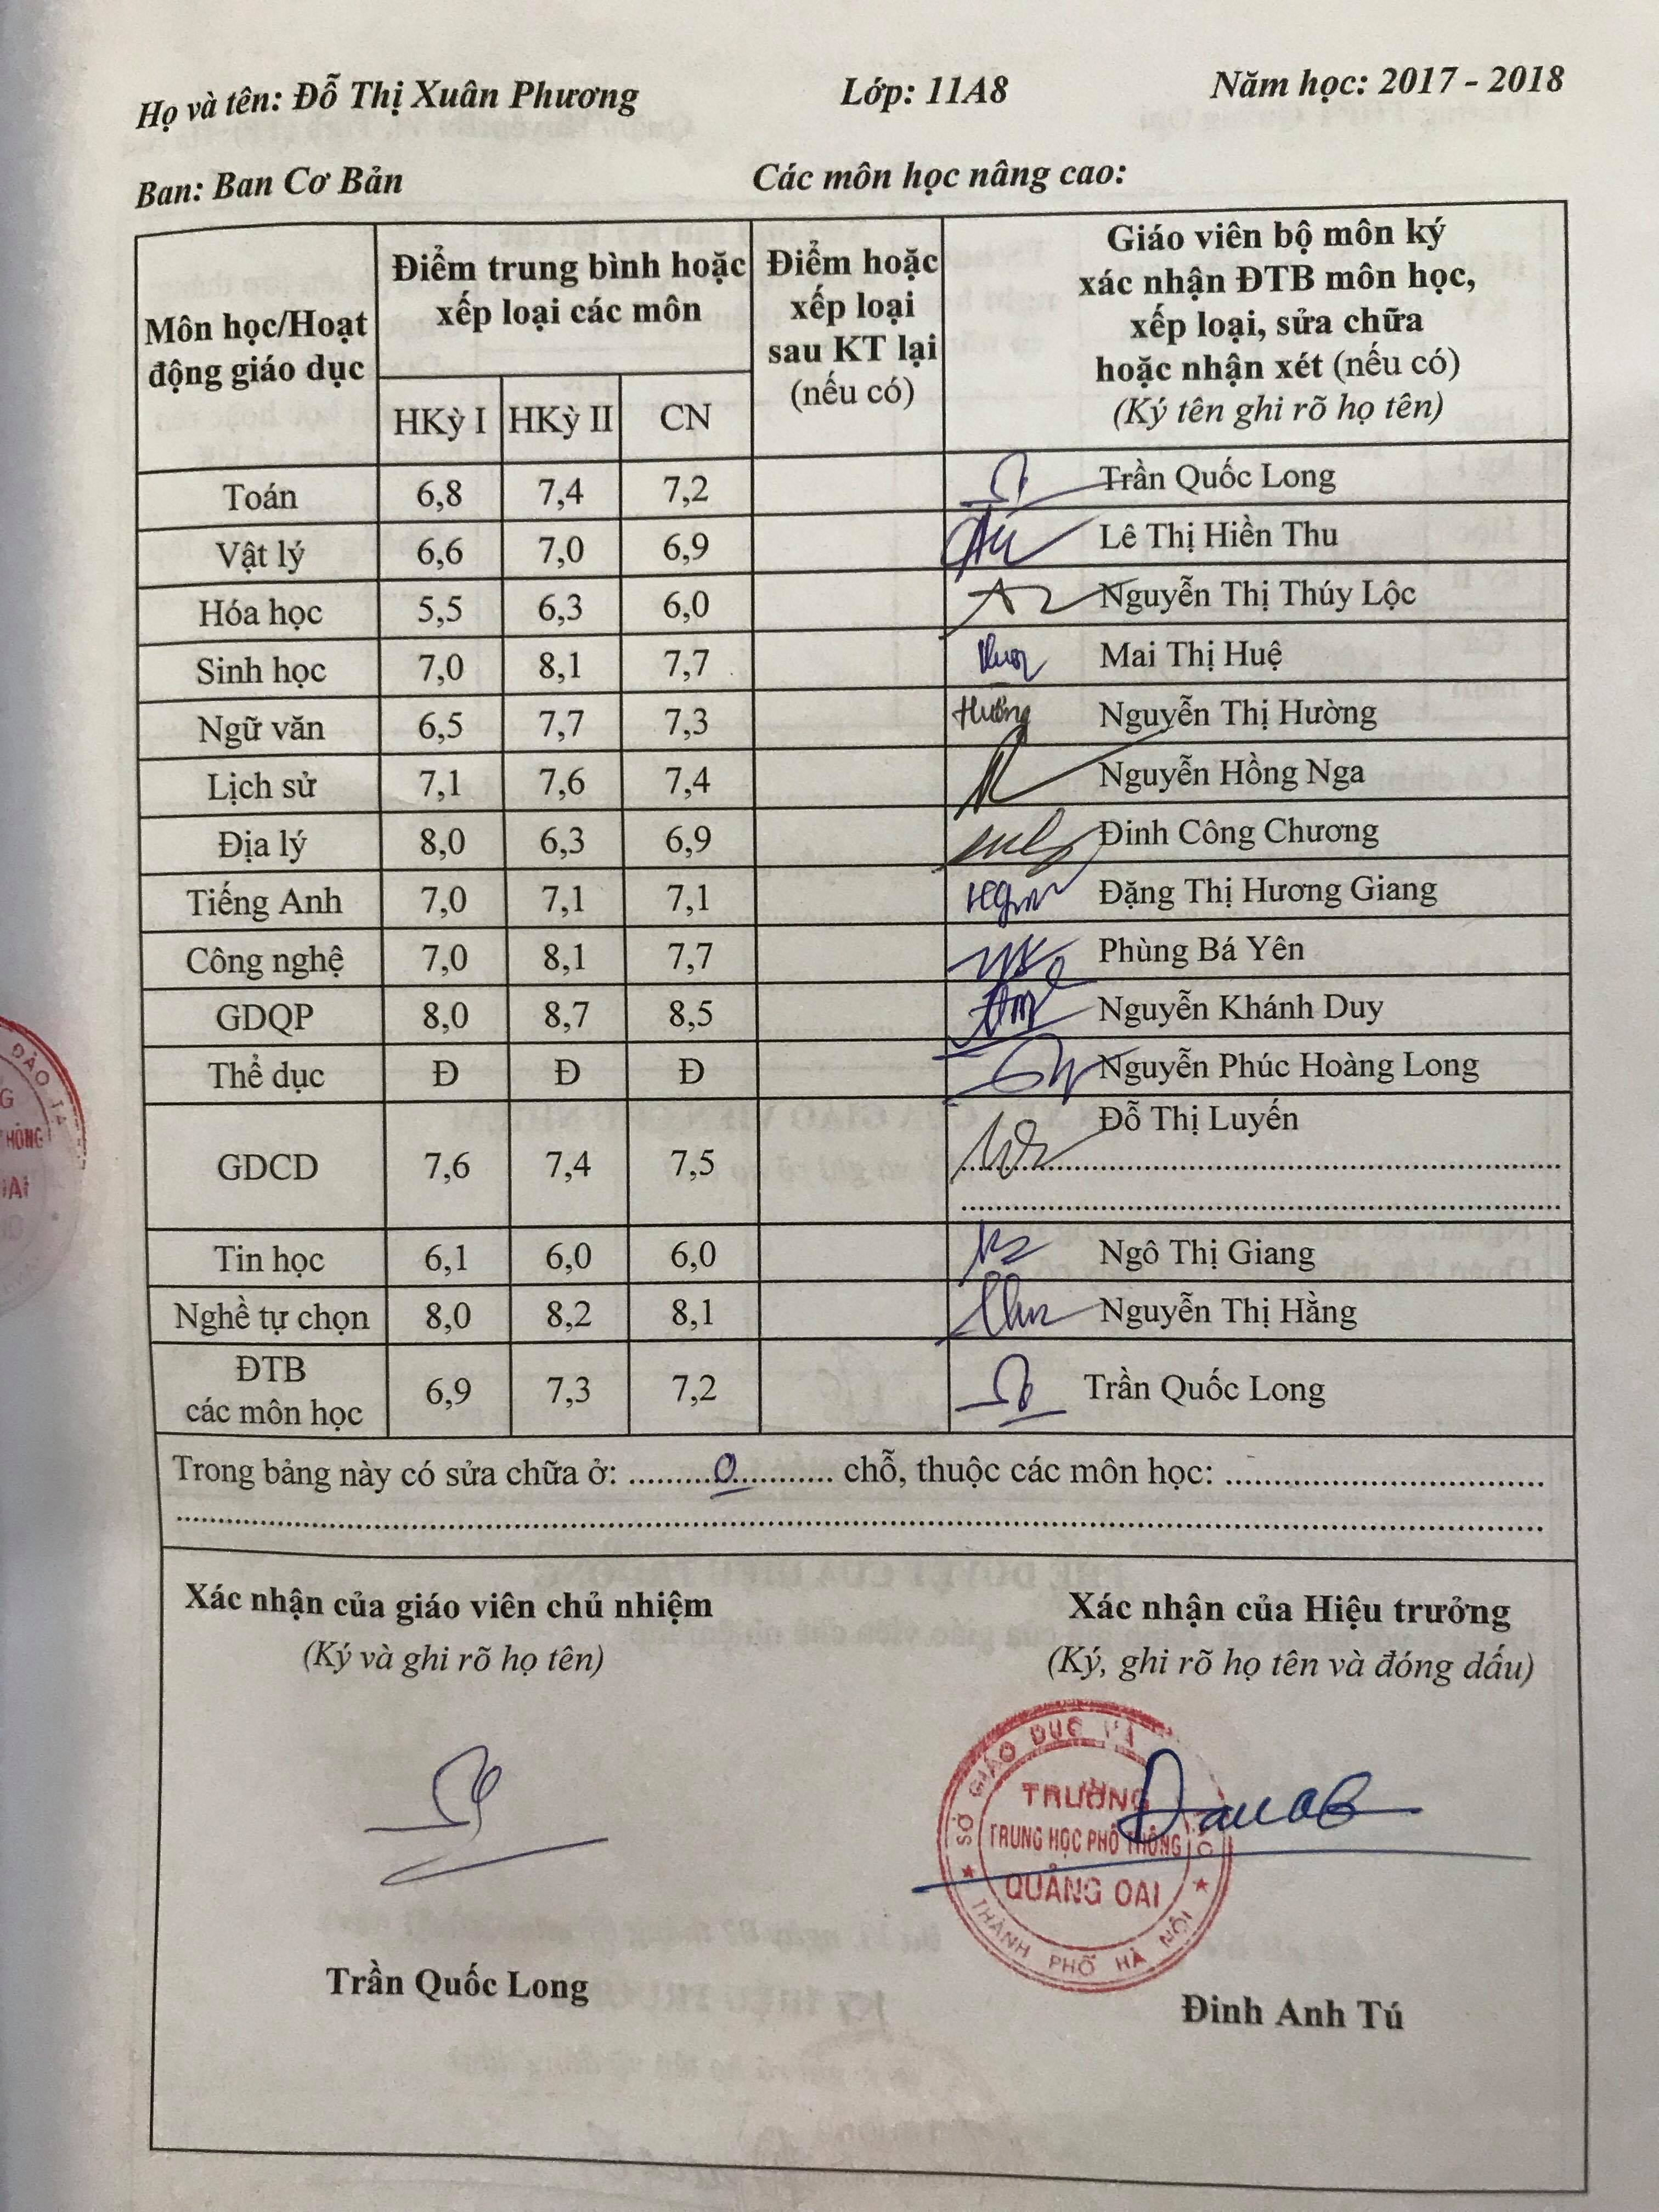 Họ và tên: Đỗ Thị Xuân Phương Lớp: 11A8 Năm học: 2017 - 2018
Ban: Ban Cơ Bản Các môn học nâng cao:
Môn học/Hoạt động giáo dục
Điểm trung bình hoặc xếp loại các môn
Điểm hoặc xếp loại sau KT lại (nếu có)
Giáo viên bộ môn ký
xác nhận ĐTB môn học,
xếp loại, sửa chữa
hoặc nhận xét (nếu có)
(Ký tên ghi rõ họ tên)
HKỳ I HKỳ II CN
Toán 6,8 7,4 7,2 Trần Quốc Long
Vật lý 6,6 7,0 6,9 Lê Thị Hiền Thu
Hóa học 5,5 6,3 6,0 Nguyễn Thị Thúy Lộc
Sinh học 7,0 8,1 7,7 Mai Thị Huệ
Ngữ văn 6,5 7,7 7,3 Hường Nguyễn Thị Hường
Lịch sử 7,1 7,6 7,4 Nguyễn Hồng Nga
Địa lý 8,0 6,3 6,9 Đinh Công Chương
Tiếng Anh 7,0 7,1 7,1 Đặng Thị Hương Giang
Công nghệ 7,0 8,1 7,7 Phùng Bá Yên
GDQP 8,0 8,7 8,5 Nguyễn Khánh Duy
Thể dục Đ Đ Đ Nguyễn Phúc Hoàng Long
GDCD 7,6 7,4 7,5 Đỗ Thị Luyến
Tin học 6,1 6,0 6,0 Ngô Thị Giang
Nghề tự chọn 8,0 8,2 8,1 Nguyễn Thị Hằng
ĐTB các môn học 6,9 7,3 7,2 Trần Quốc Long
Trong bảng này có sửa chữa ở: .........0........... chỗ, thuộc các môn học: ..............................
Xác nhận của giáo viên chủ nhiệm
(Ký và ghi rõ họ tên)
Trần Quốc Long
Xác nhận của Hiệu trưởng
(Ký, ghi rõ họ tên và đóng dấu)
SỞ GIÁO DỤC VÀ
TRƯỜNG
TRUNG HỌC PHỔ THÔNG
QUẢNG OAI
THÀNH PHỐ HÀ NỘI
Đinh Anh Tú